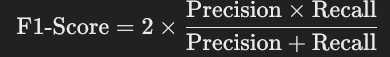 F1-Score = 2 × Precision × Recall / Precision + Recall